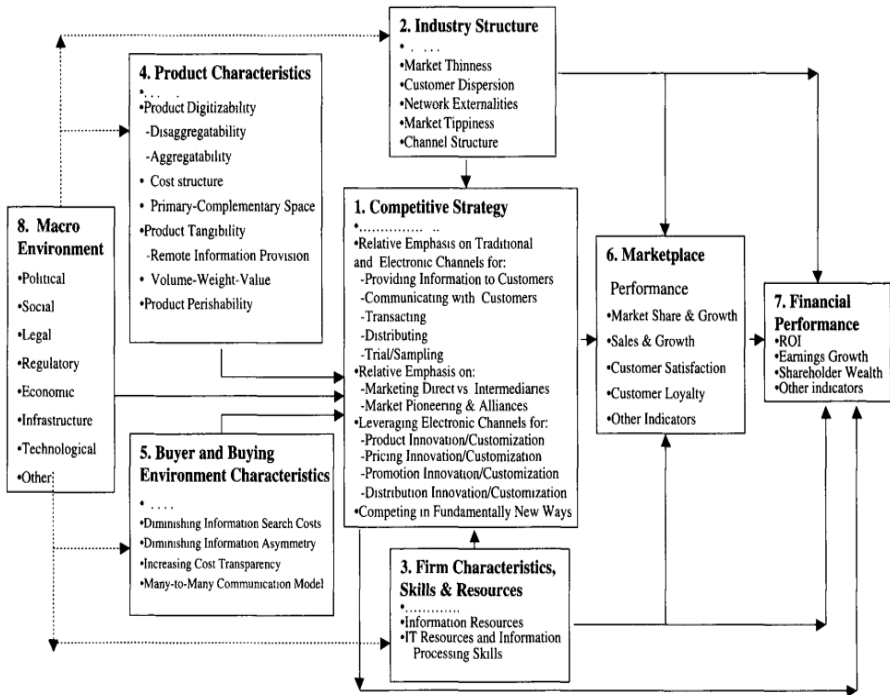 2. Industry Structure
• . ...
•Market Thinness
•Customer Dispersion
•Network Externalities
•Market Tippiness
•Channel Structure
4. Product Characteristics
•... .
•Product Digitizability
-Disaggregatability
-Aggregatability
• Cost structure
• Primary-Complementary Space
•Product Tangibility
-Remote Information Provision
• Volume-Weight-Value
•Product Perishability
8. Macro
Environment
•Political
•Social
•Legal
•Regulatory
•Economic
•Infrastructure
•Technological
•Other
1. Competitive Strategy
•.............. ..
•Relative Emphasis on Traditional
and Electronic Channels for:
-Providing Information to Customers
-Communicating with Customers
-Transacting
-Distributing
-Trial/Sampling
•Relative Emphasis on:
-Marketing Direct vs Intermediaries
-Market Pioneering & Alliances
•Leveraging Electronic Channels for:
-Product Innovation/Customization
-Pricing Innovation/Customization
-Promotion Innovation/Customization
-Distribution Innovation/Customization
•Competing in Fundamentally New Ways
5. Buyer and Buying
Environment Characteristics
• . . . .
•Diminishing Information Search Costs
•Diminishing Information Asymmetry
•Increasing Cost Transparency
•Many-to-Many Communication Model
6. Marketplace
Performance
•Market Share & Growth
•Sales & Growth
•Customer Satisfaction
•Customer Loyalty
•Other Indicators
7. Financial
Performance
•ROI
•Earnings Growth
•Shareholder Wealth
•Other indicators
3. Firm Characteristics,
Skills & Resources
•.............
•Information Resources
•IT Resources and Information
Processing Skills